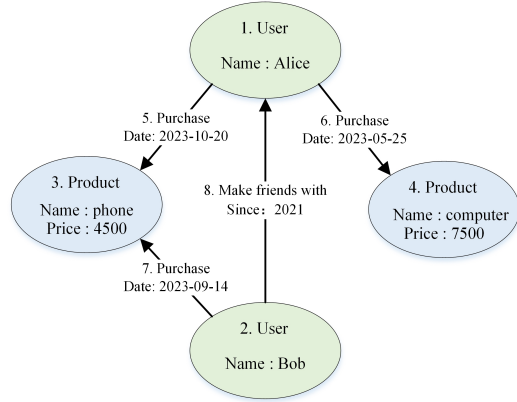 1. User
Name : Alice
5. Purchase
Date: 2023-10-20
6. Purchase
Date: 2023-05-25
3. Product
Name : phone
Price : 4500
8. Make friends with
Since：2021
4. Product
Name : computer
Price : 7500
7. Purchase
Date: 2023-09-14
2. User
Name : Bob